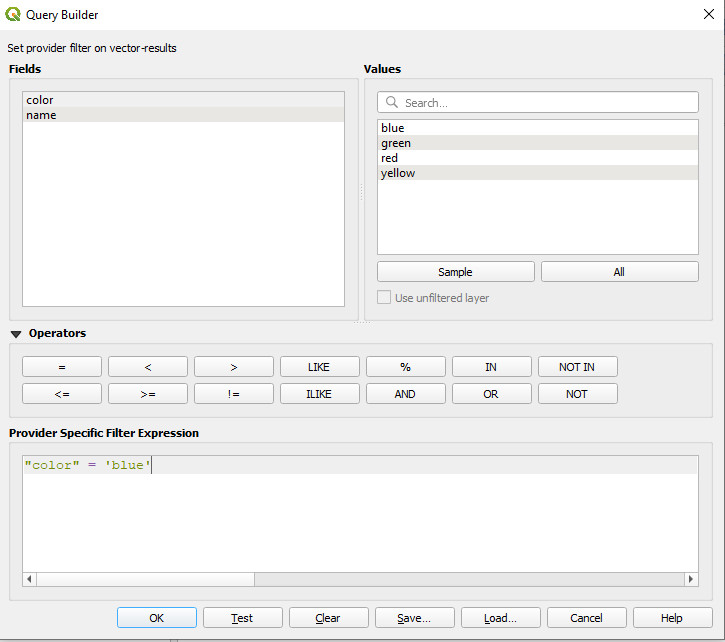 Query Builder
Set provider filter on vector-results
Fields
Values
color
name
Search...
blue
green
red
yellow
Sample All
Use unfiltered layer
Operators
= < > LIKE % IN NOT IN
<= >= != ILIKE AND OR NOT
Provider Specific Filter Expression
"color" = 'blue'
OK Test Clear Save... Load... Cancel Help